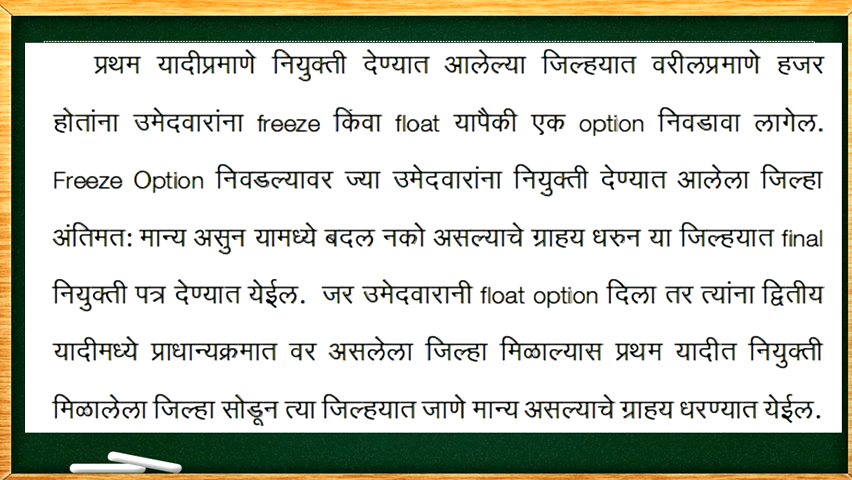 प्रथम यादीप्रमाणे नियुक्ती देण्यात आलेल्या जिल्हयात वरीलप्रमाणे हजर
होतांना उमेदवारांना freeze किंवा float यापैकी एक option निवडावा लागेल.
Freeze Option निवडल्यावर ज्या उमेदवारांना नियुक्ती देण्यात आलेला जिल्हा
अंतिमत: मान्य असुन यामध्ये बदल नको असल्याचे ग्राहय धरुन या जिल्हयात final
नियुक्ती पत्र देण्यात येईल. जर उमेदवारानी float option दिला तर त्यांना द्वितीय
यादीमध्ये प्राधान्यक्रमात वर असलेला जिल्हा मिळाल्यास प्रथम यादीत नियुक्ती
मिळालेला जिल्हा सोडून त्या जिल्हयात जाणे मान्य असल्याचे ग्राहय धरण्यात येईल.